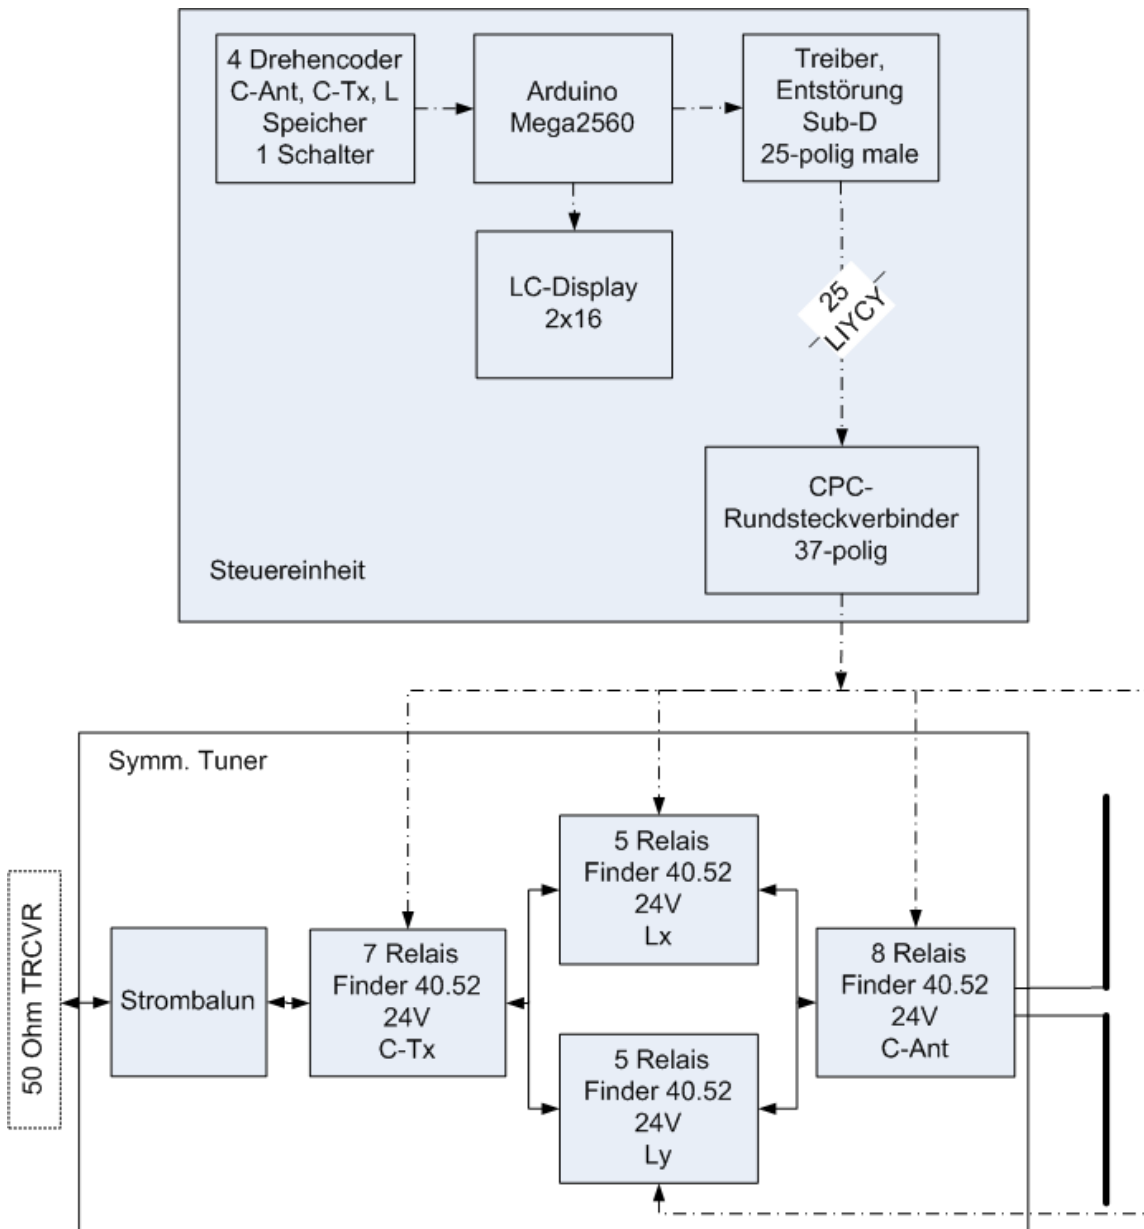 4 Drehencoder
C-Ant, C-Tx, L
Speicher
1 Schalter
Arduino
Mega2560
Treiber,
Entstörung
Sub-D
25-polig male
LC-Display
2x16
25
LIYCY
CPC-
Rundsteckverbinder
37-polig
Steuereinheit
Symm. Tuner
50 Ohm TRCVR
Strombalun
7 Relais
Finder 40.52
24V
C-Tx
5 Relais
Finder 40.52
24V
Lx
5 Relais
Finder 40.52
24V
Ly
8 Relais
Finder 40.52
24V
C-Ant